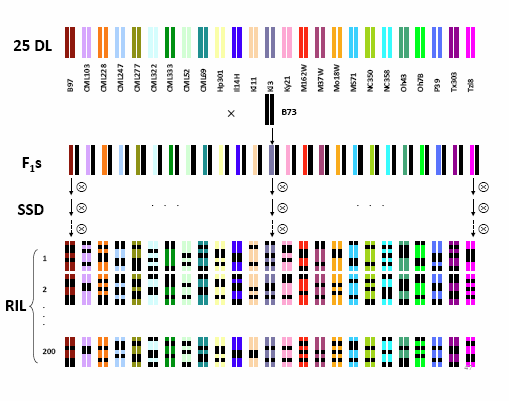 25 DL
B97 CML103 CML228 CML247 CML277 CML322 CML333 CML52 CML69 Hp301 Il14H Ki11 Ki3 Ky21 M162W M37W Mo18W MS71 NC350 NC358 Oh43 Oh7B P39 Tx303 Tzi8
× B73
F1s
SSD . . . . . .
1
2
RIL
.
.
.
200